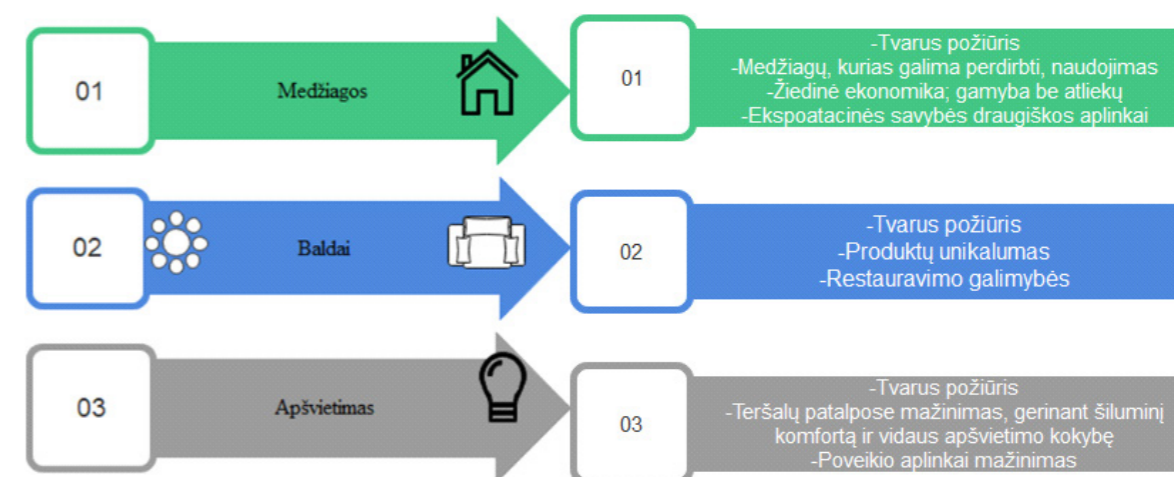 01
Medžiagos
01
-Tvarus požiūris
-Medžiagų, kurias galima perdirbti, naudojimas
-Žiedinė ekonomika; gamyba be atliekų
-Ekspoatacinės savybės draugiškos aplinkai
02
Baldai
02
-Tvarus požiūris
-Produktų unikalumas
-Restauravimo galimybės
03
Apšvietimas
03
-Tvarus požiūris
-Teršalų patalpose mažinimas, gerinant šiluminį
komfortą ir vidaus apšvietimo kokybę
-Poveikio aplinkai mažinimas